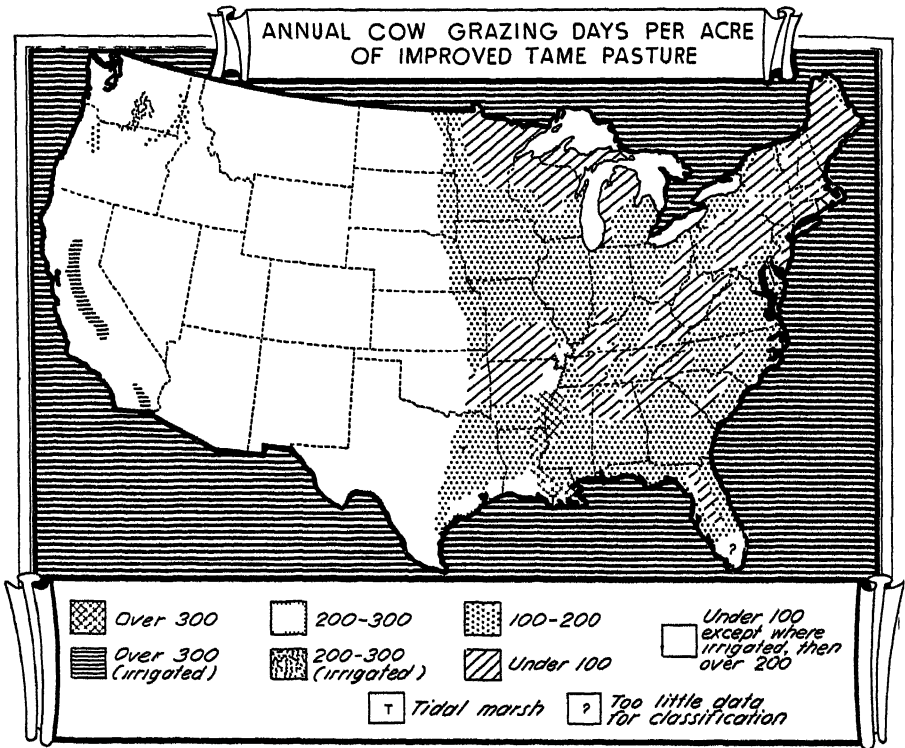 ANNUAL COW GRAZING DAYS PER ACRE
OF IMPROVED TAME PASTURE
?
Over 300
200-300
100-200
Under 100
except where
irrigated, then
over 200
Over 300
(irrigated)
200-300
(irrigated)
Under 100
T Tidal marsh
? Too little data
for classification